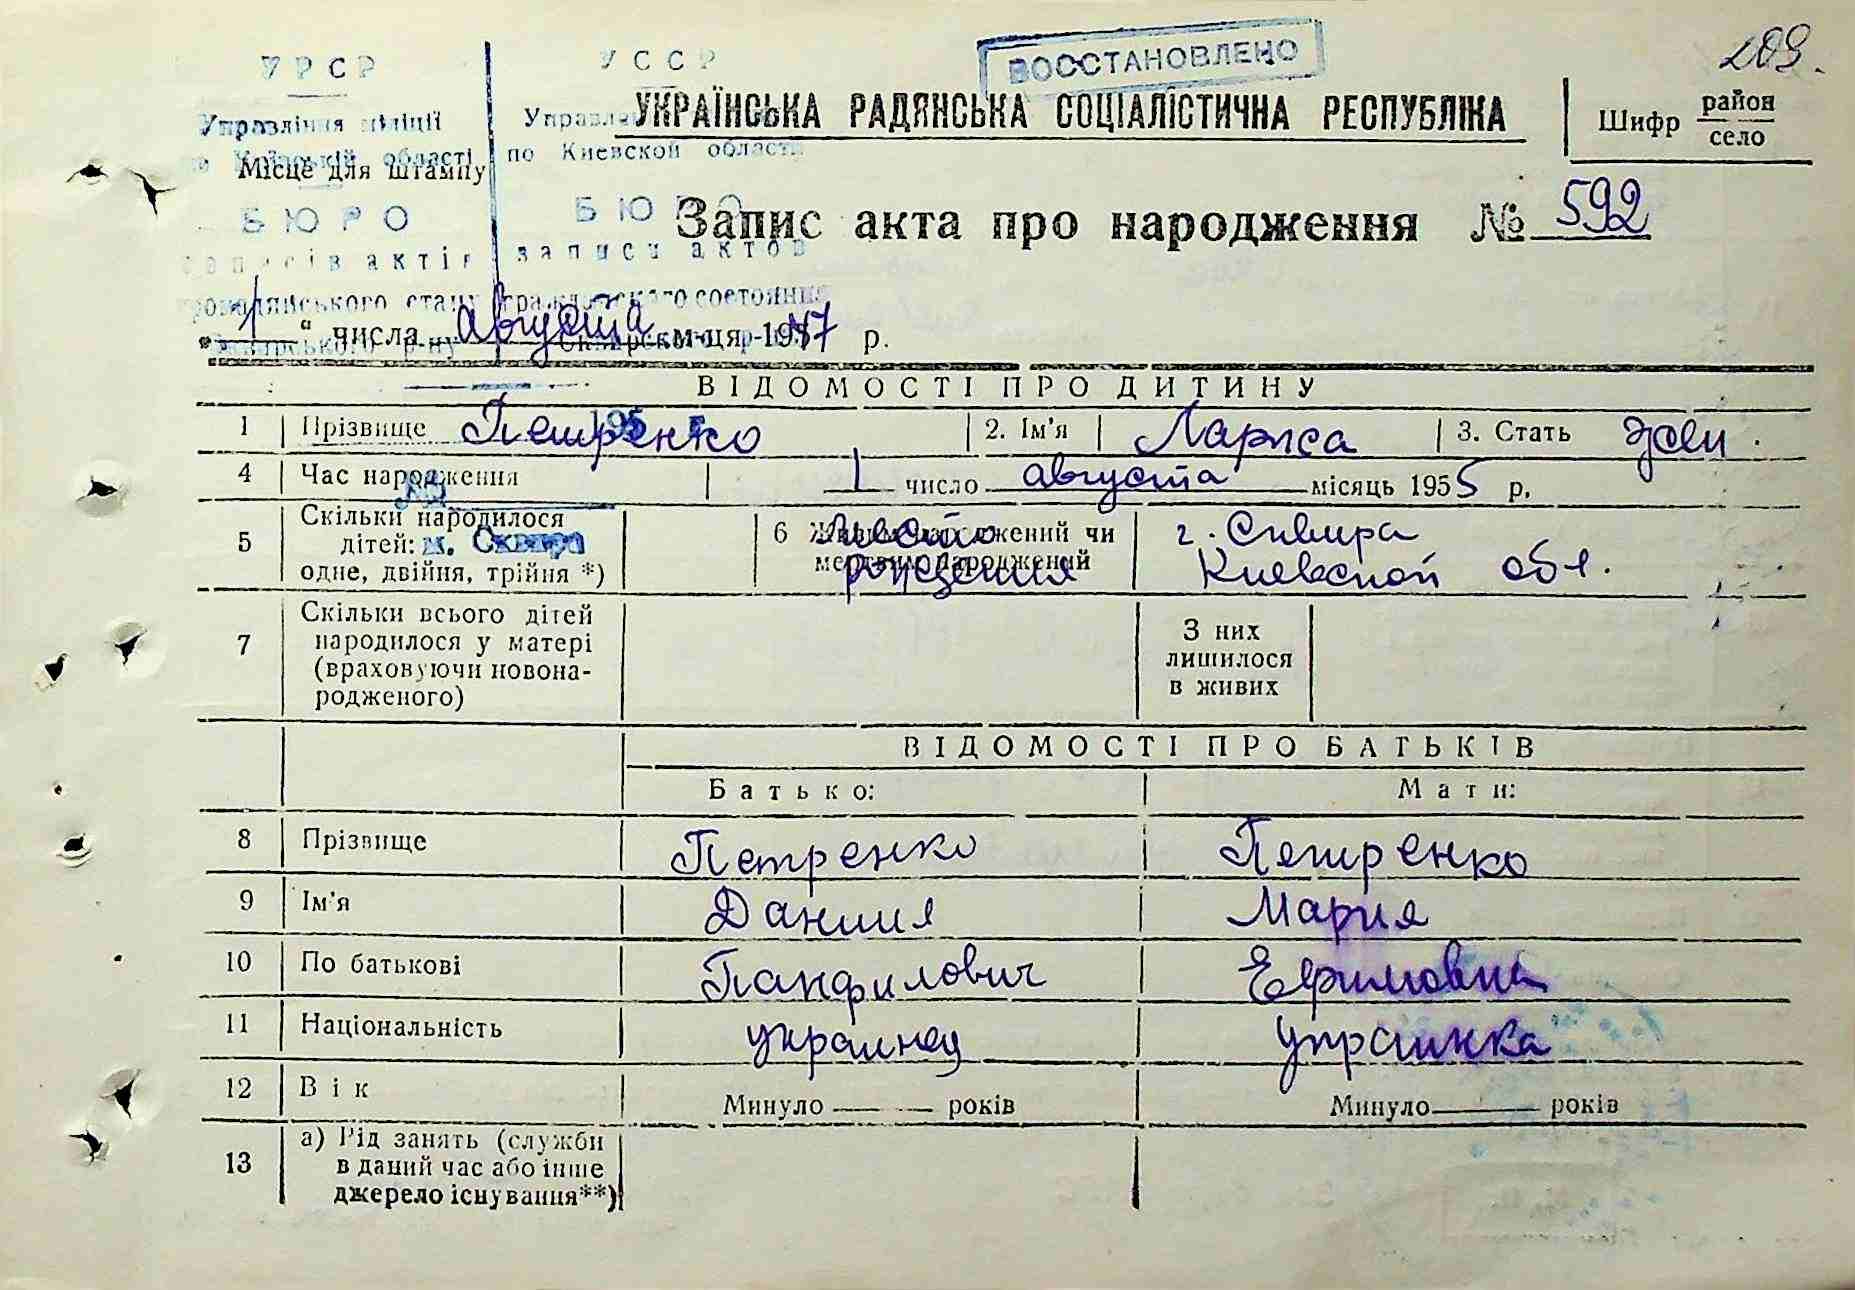 209.
ВОССТАНОВЛЕНО
УРСР
УССР
УКРАЇНСЬКА РАДЯНСЬКА СОЦІАЛІСТИЧНА РЕСПУБЛІКА
Шифр район
село
Управління міліції
по Київській області
по Киевской области
Місце для штампу
БЮРО
БЮРО
Запис акта про народження № 592
записів актів
записи актов
громадянського стану
гражданского состояния
"1" числа августа м-ця 1957 р.
ВІДОМОСТІ ПРО ДИТИНУ
1 Прізвище Петренко 2. Ім'я Лариса 3. Стать жен.
195 г.
4 Час народження 1 число августа місяць 1955 р.
№
5 Скільки народилося
дітей:
одне, двійня, трійня *)
м. Сквира
6 Живим народжений чи
мертвим народжений
место
рождения
г. Сквира
Киевской обл.
7 Скільки всього дітей
народилося у матері
(враховуючи новона-
родженого)
З них
лишилося
в живих
ВІДОМОСТІ ПРО БАТЬКІВ
Батько: Мати:
8 Прізвище Петренко Петренко
9 Ім'я Даниил Мария
10 По батькові Панфилович Ефимовна
11 Національність украинец украинка
12 Вік Минуло років Минуло років
13 а) Рід занять (служби
в даний час або інше
джерело існування**)